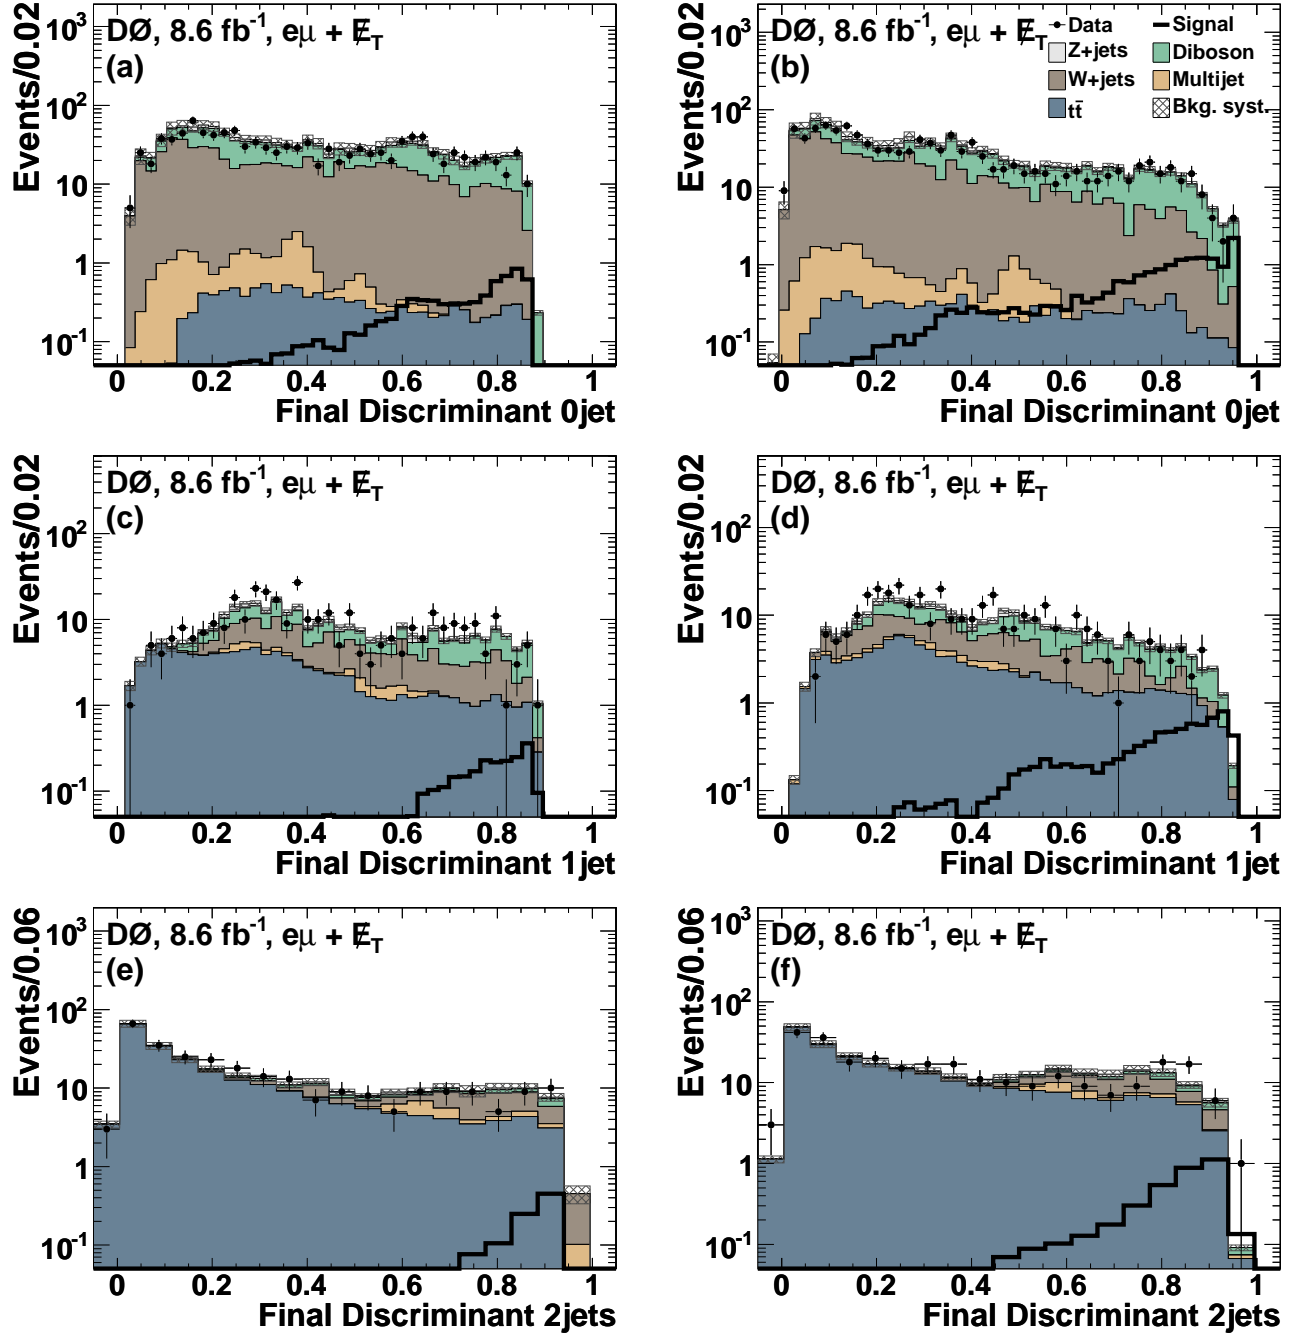 DØ, 8.6 fb⁻¹, eμ + E̸_T
(a)
Events/0.02
10³
10²
10
1
10⁻¹
0 0.2 0.4 0.6 0.8 1
Final Discriminant 0jet
DØ, 8.6 fb⁻¹, eμ + E̸_T
(b)
Data Signal
Z+jets Diboson
W+jets Multijet
tt̄ Bkg. syst.
Events/0.02
10³
10²
10
1
10⁻¹
0 0.2 0.4 0.6 0.8 1
Final Discriminant 0jet
DØ, 8.6 fb⁻¹, eμ + E̸_T
(c)
Events/0.02
10²
10
1
10⁻¹
0 0.2 0.4 0.6 0.8 1
Final Discriminant 1jet
DØ, 8.6 fb⁻¹, eμ + E̸_T
(d)
Events/0.02
10²
10
1
10⁻¹
0 0.2 0.4 0.6 0.8 1
Final Discriminant 1jet
DØ, 8.6 fb⁻¹, eμ + E̸_T
(e)
Events/0.06
10³
10²
10
1
10⁻¹
0 0.2 0.4 0.6 0.8 1
Final Discriminant 2jets
DØ, 8.6 fb⁻¹, eμ + E̸_T
(f)
Events/0.06
10³
10²
10
1
10⁻¹
0 0.2 0.4 0.6 0.8 1
Final Discriminant 2jets